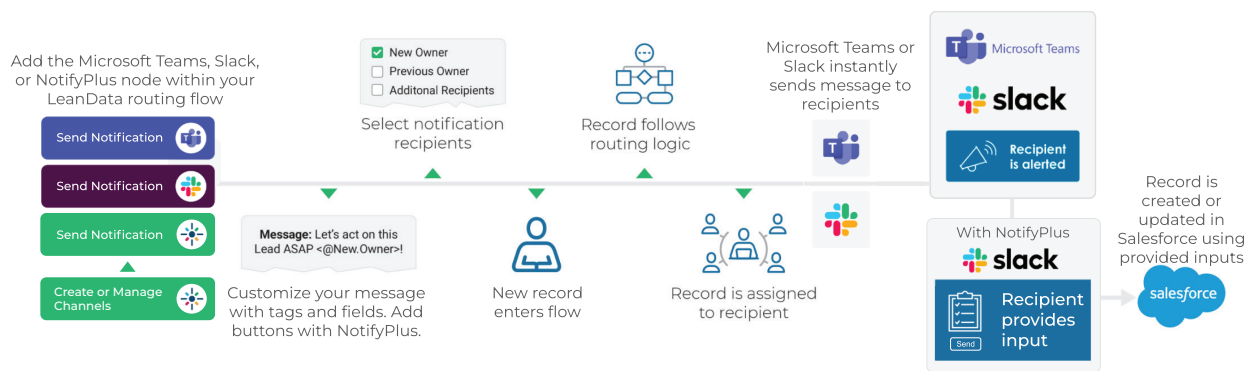 Add the Microsoft Teams, Slack,
or NotifyPlus node within your
LeanData routing flow
Send Notification
Send Notification
Send Notification
Create or Manage
Channels
Message: Let's act on this
Lead ASAP <@New.Owner>!
Customize your message
with tags and fields. Add
buttons with NotifyPlus.
New Owner
Previous Owner
Additonal Recipients
Select notification
recipients
New record
enters flow
Record follows
routing logic
Record is assigned
to recipient
Microsoft Teams or
Slack instantly
sends message to
recipients
Microsoft Teams
slack
Recipient
is alerted
With NotifyPlus
slack
Recipient
provides
input
Send
Record is
created or
updated in
Salesforce using
provided inputs
salesforce